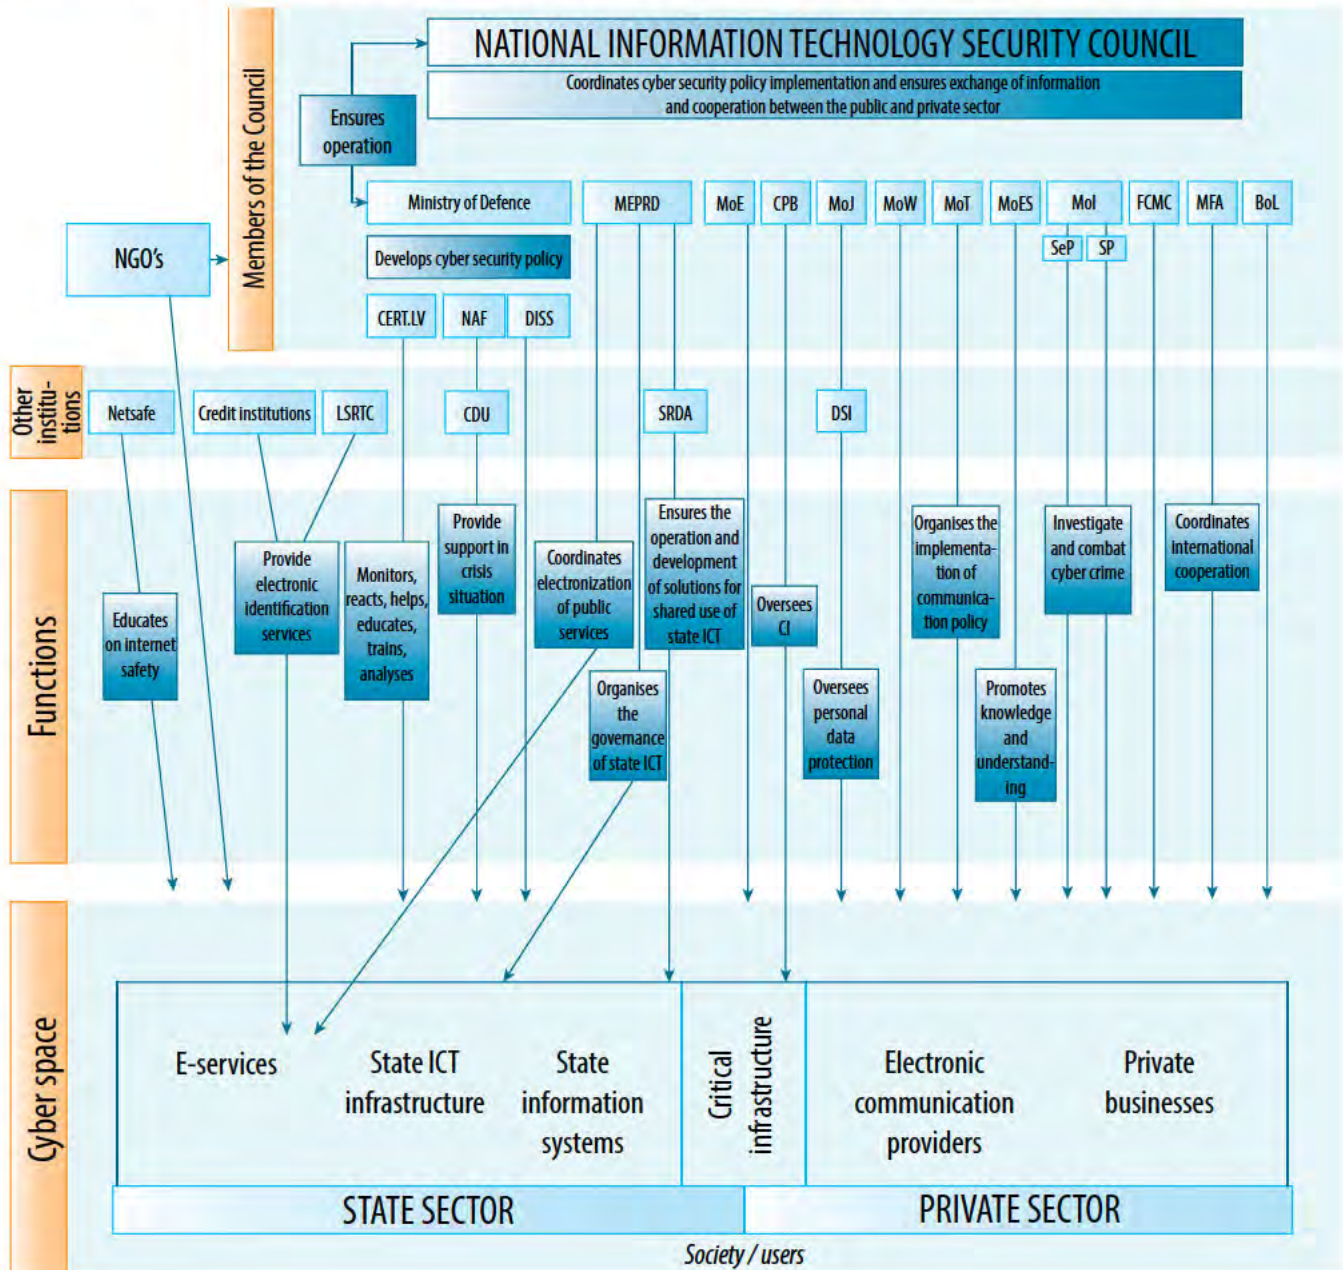 Members of the Council
NATIONAL INFORMATION TECHNOLOGY SECURITY COUNCIL
Coordinates cyber security policy implementation and ensures exchange of information
and cooperation between the public and private sector
Ensures
operation
Ministry of Defence
MEPRD
MoE
CPB
MoJ
MoW
MoT
MoES
MoI
FCMC
MFA
BoL
SeP
SP
NGO's
Develops cyber security policy
CERT.LV
NAF
DISS
Other
institu-
tions
Netsafe
Credit institutions
LSRTC
CDU
SRDA
DSI
Functions
Educates
on internet
safety
Provide
electronic
identification
services
Monitors,
reacts, helps,
educates,
trains,
analyses
Provide
support in
crisis
situation
Coordinates
electronization
of public
services
Organises
the
governance
of state ICT
Ensures the
operation and
development
of solutions for
shared use of
state ICT
Oversees
CI
Oversees
personal
data
protection
Organises the
implementa-
tion of
communica-
tion policy
Promotes
knowledge
and
understand-
ing
Investigate
and combat
cyber crime
Coordinates
international
cooperation
Cyber space
E-services
State ICT
infrastructure
State
information
systems
Critical
infrastructure
Electronic
communication
providers
Private
businesses
STATE SECTOR
PRIVATE SECTOR
Society / users